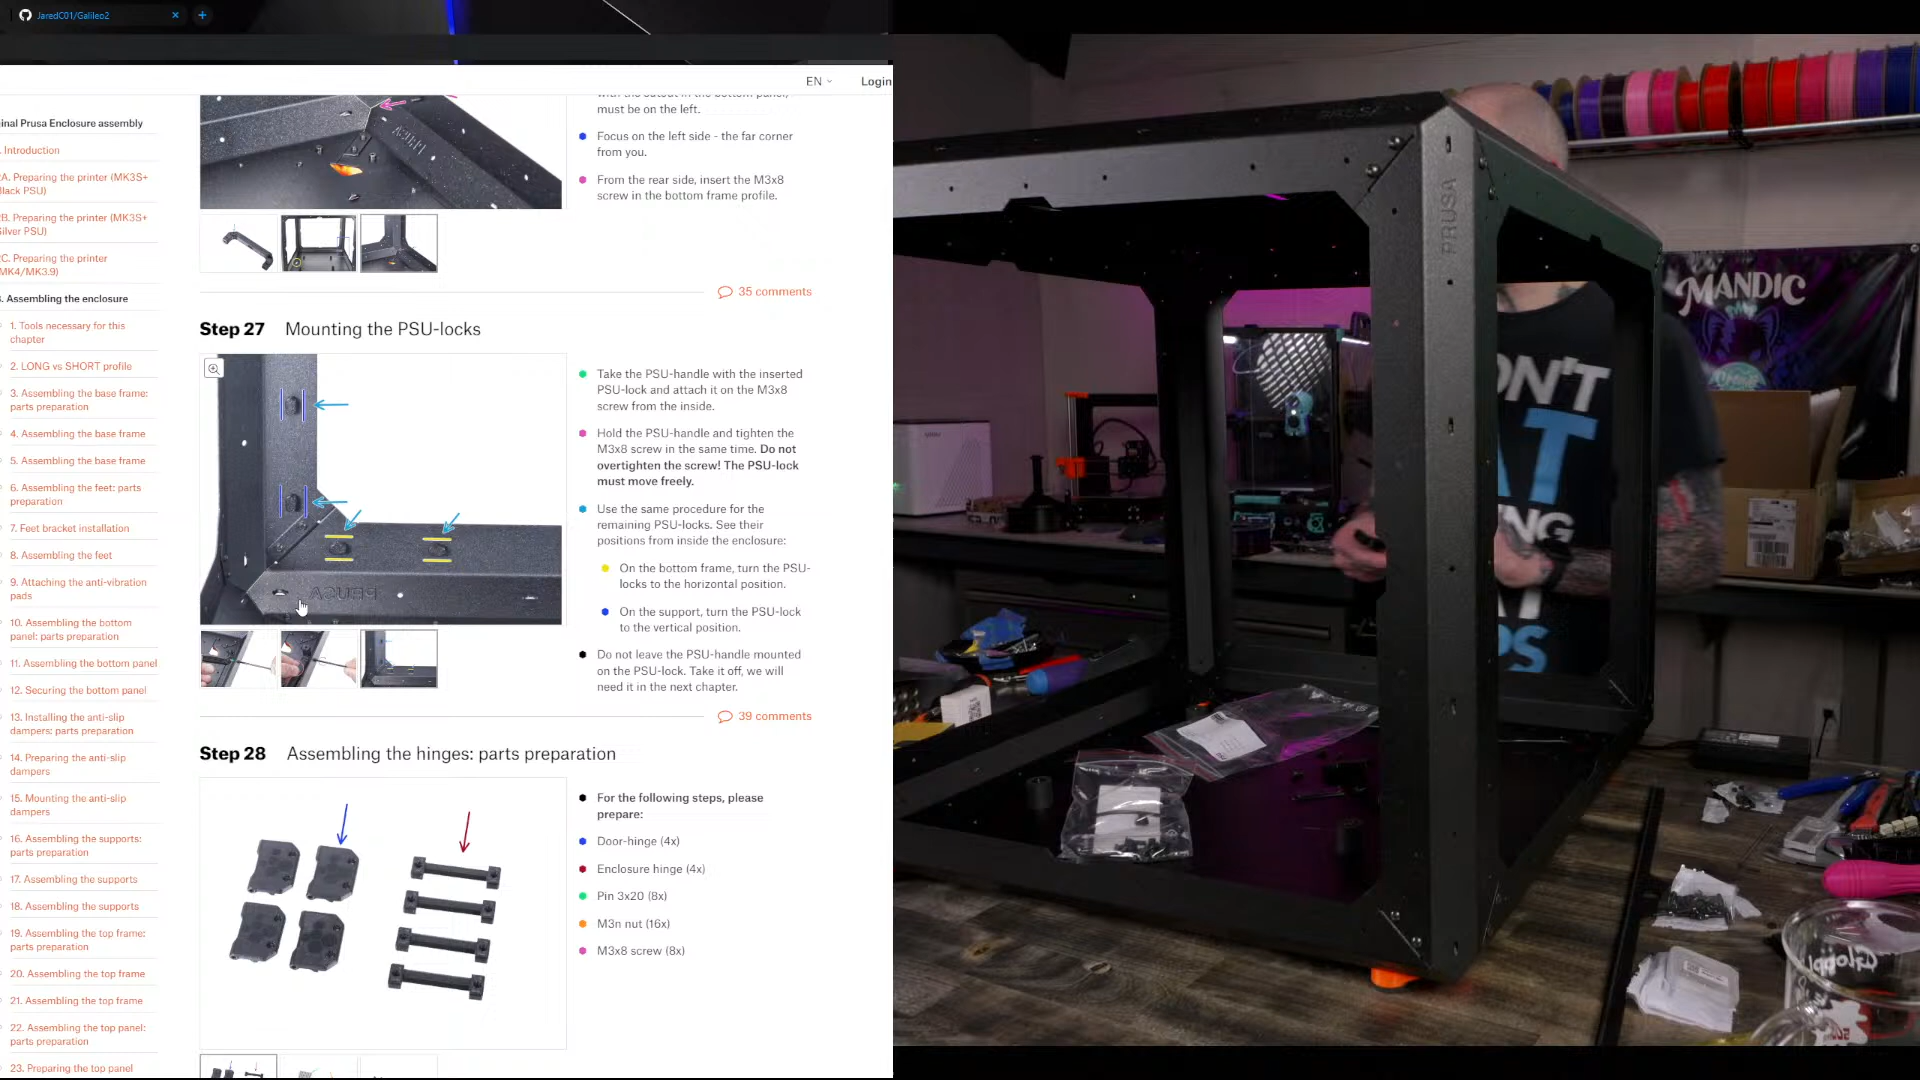 JaredC01/Galileo2
EN
Login
inal Prusa Enclosure assembly
Introduction
A. Preparing the printer (MK3S+
lack PSU)
B. Preparing the printer (MK3S+
ilver PSU)
C. Preparing the printer
MK4/MK3.9)
. Assembling the enclosure
1. Tools necessary for this
chapter
2. LONG vs SHORT profile
3. Assembling the base frame:
parts preparation
4. Assembling the base frame
5. Assembling the base frame
6. Assembling the feet: parts
preparation
7. Feet bracket installation
8. Assembling the feet
9. Attaching the anti-vibration
pads
10. Assembling the bottom
panel: parts preparation
11. Assembling the bottom panel
12. Securing the bottom panel
13. Installing the anti-slip
dampers: parts preparation
14. Preparing the anti-slip
dampers
15. Mounting the anti-slip
dampers
16. Assembling the supports:
parts preparation
17. Assembling the supports
18. Assembling the supports
19. Assembling the top frame:
parts preparation
20. Assembling the top frame
21. Assembling the top frame
22. Assembling the top panel:
parts preparation
23. Preparing the top panel
with the cutout in the bottom panel,
must be on the left.
Focus on the left side - the far corner
from you.
From the rear side, insert the M3x8
screw in the bottom frame profile.
35 comments
Step 27 Mounting the PSU-locks
Take the PSU-handle with the inserted
PSU-lock and attach it on the M3x8
screw from the inside.
Hold the PSU-handle and tighten the
M3x8 screw in the same time. Do not
overtighten the screw! The PSU-lock
must move freely.
Use the same procedure for the
remaining PSU-locks. See their
positions from inside the enclosure:
On the bottom frame, turn the PSU-
locks to the horizontal position.
On the support, turn the PSU-lock
to the vertical position.
Do not leave the PSU-handle mounted
on the PSU-lock. Take it off, we will
need it in the next chapter.
39 comments
Step 28 Assembling the hinges: parts preparation
For the following steps, please
prepare:
Door-hinge (4x)
Enclosure hinge (4x)
Pin 3x20 (8x)
M3n nut (16x)
M3x8 screw (8x)
PRUSA
PRUSA
PRUSA
MANDIC
ON'T
AT
NG
PS